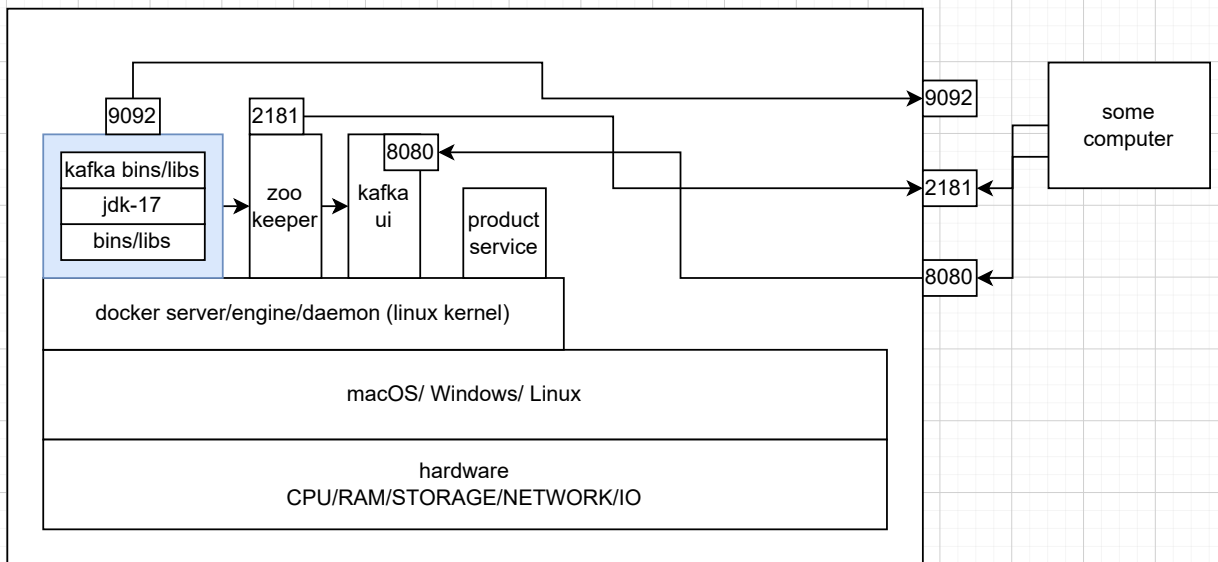 9092
2181
8080
kafka bins/libs
jdk-17
bins/libs
zoo
keeper
kafka
ui
product
service
docker server/engine/daemon (linux kernel)
macOS/ Windows/ Linux
hardware
CPU/RAM/STORAGE/NETWORK/IO
9092
2181
8080
some
computer